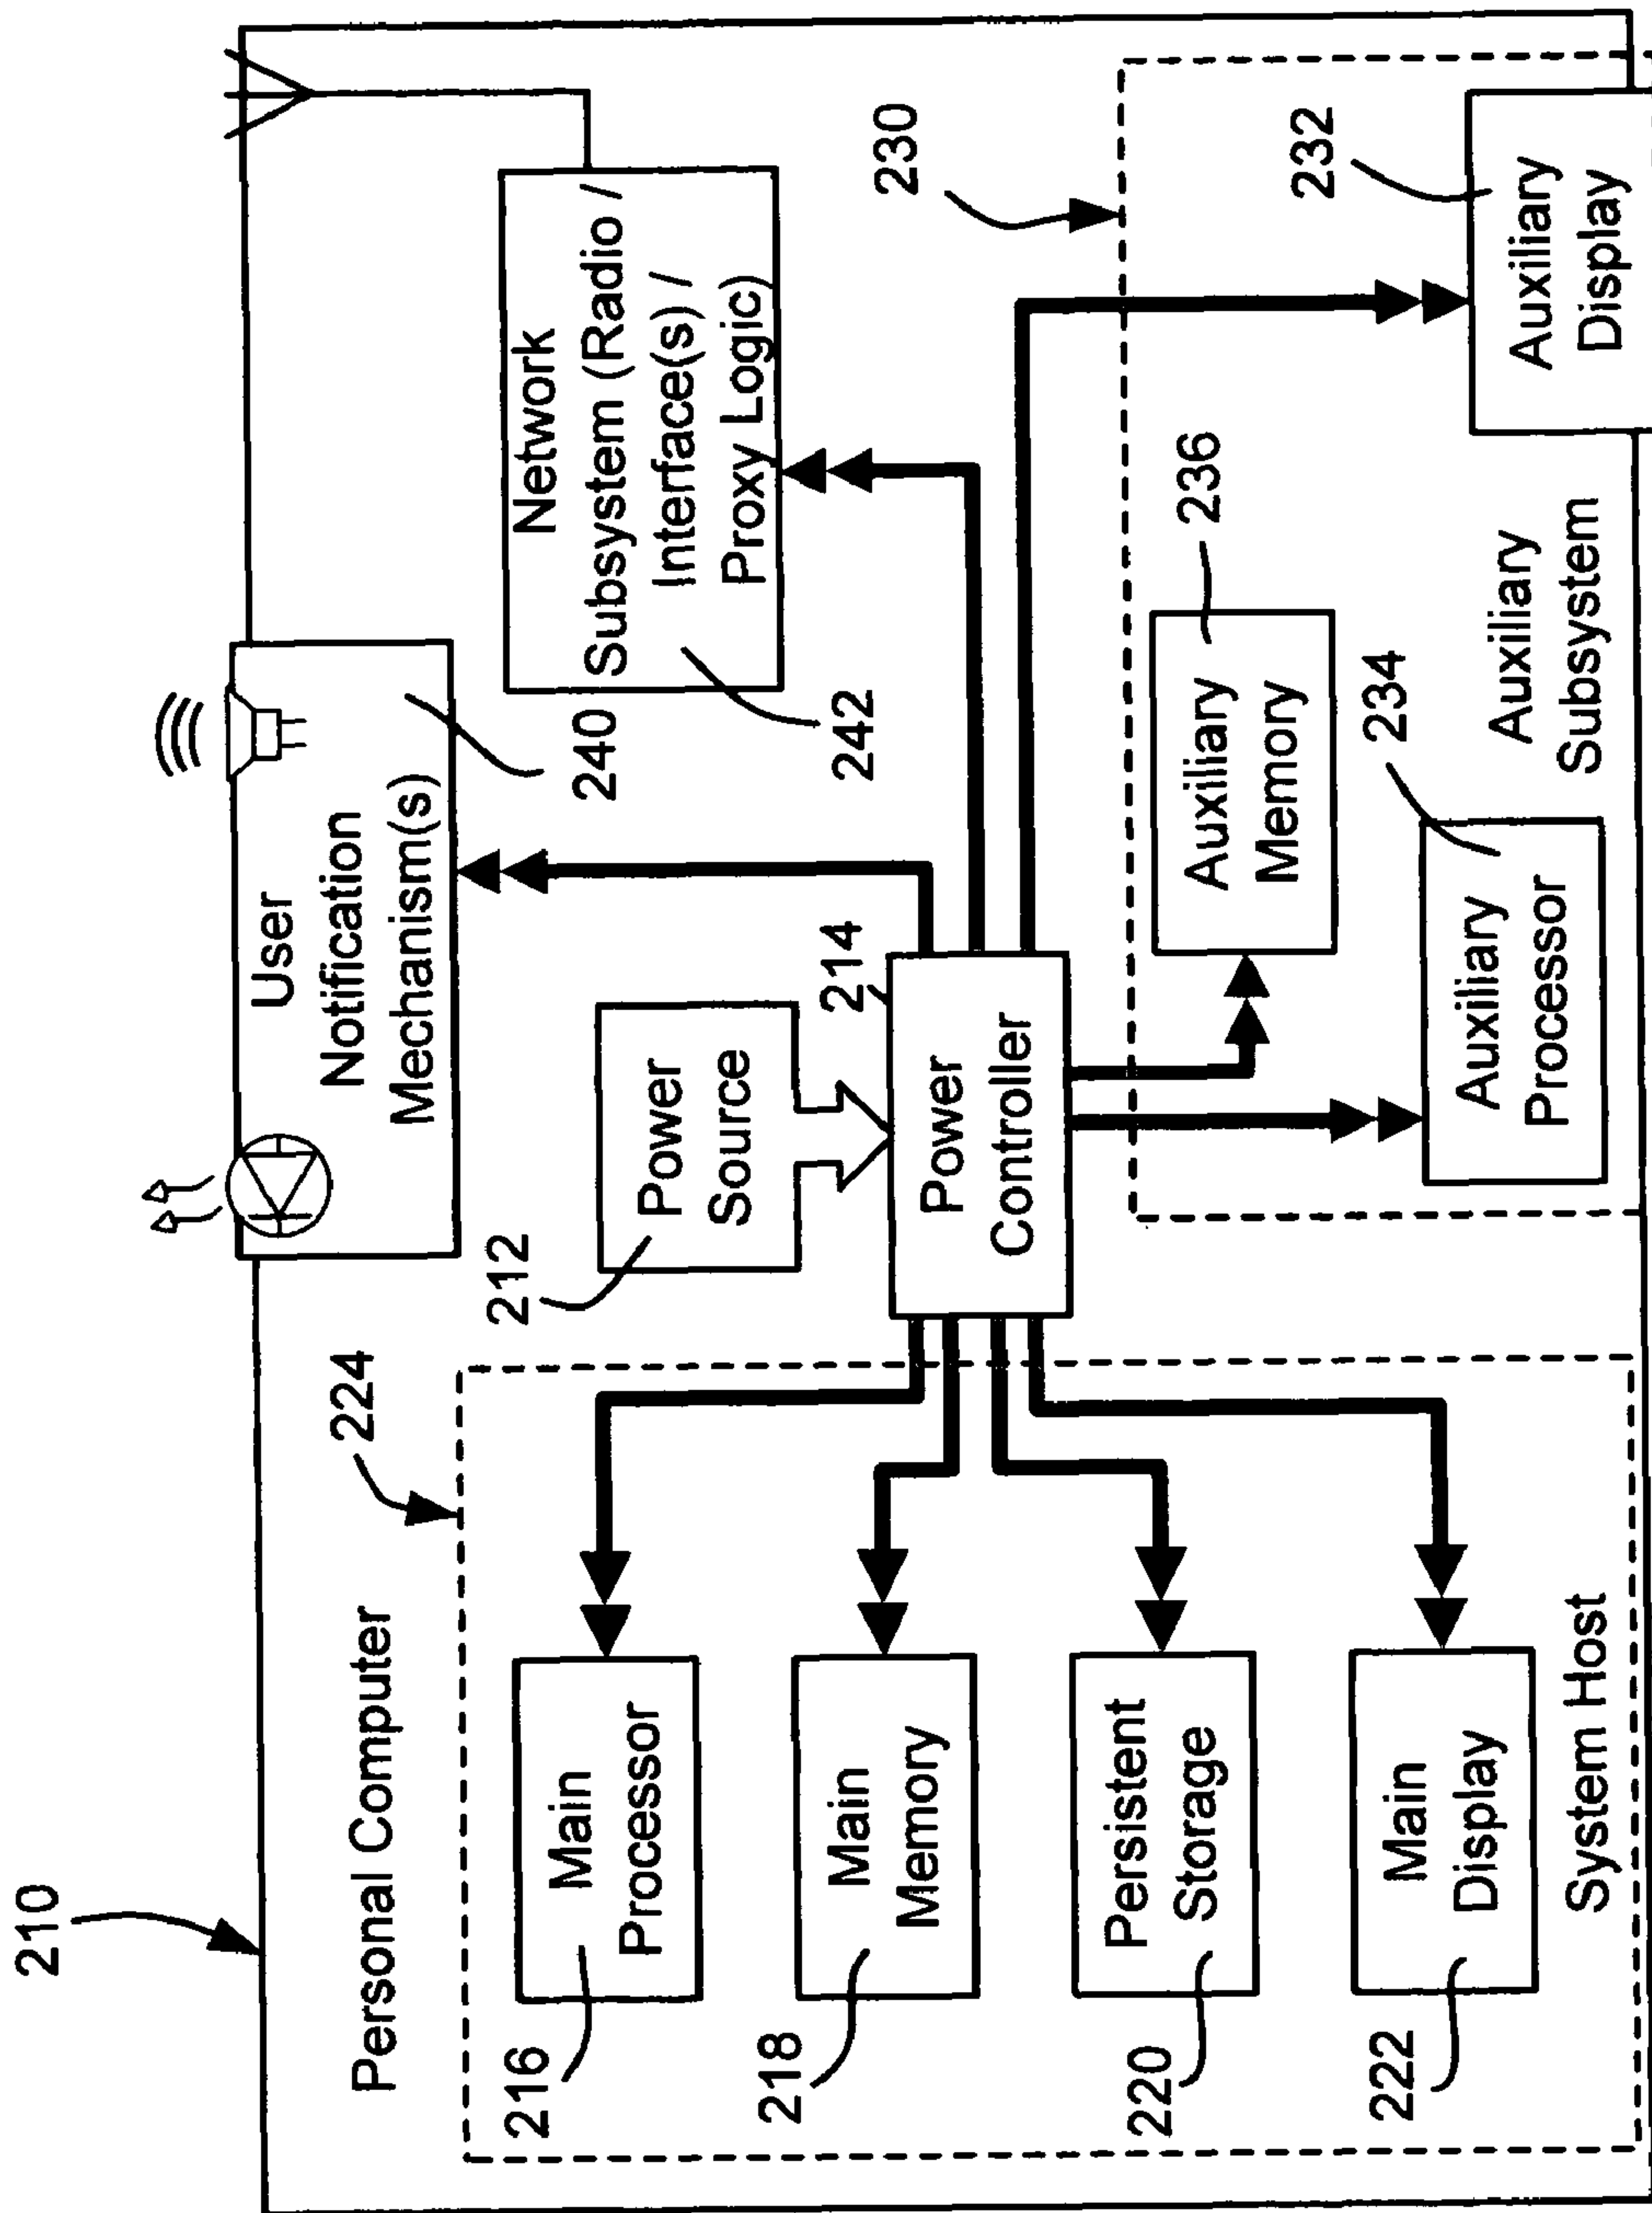 210
Personal Computer
224
216
Main
Processor
218
Main
Memory
220
Persistent
Storage
222
Main
Display
System Host
User
Notification
Mechanism(s)
240
212
Power
Source
214
Power
Controller
Network
Subsystem (Radio /
Interface(s) /
Proxy Logic)
242
230
236
Auxiliary
Memory
234
Auxiliary
Processor
232
Auxiliary
Display
Auxiliary
Subsystem